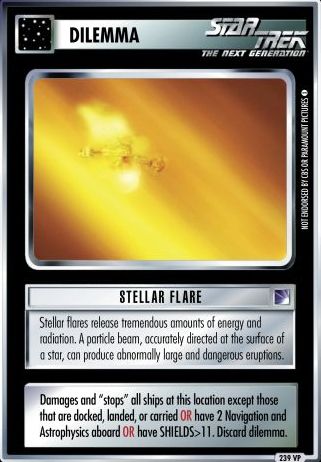 DILEMMA
STAR TREK
THE NEXT GENERATION
NOT ENDORSED BY CBS OR PARAMOUNT PICTURES
STELLAR FLARE
Stellar flares release tremendous amounts of energy and
radiation. A particle beam, accurately directed at the surface of
a star, can produce abnormally large and dangerous eruptions.
Damages and "stops" all ships at this location except those
that are docked, landed, or carried OR have 2 Navigation and
Astrophysics aboard OR have SHIELDS>11. Discard dilemma.
239 VP